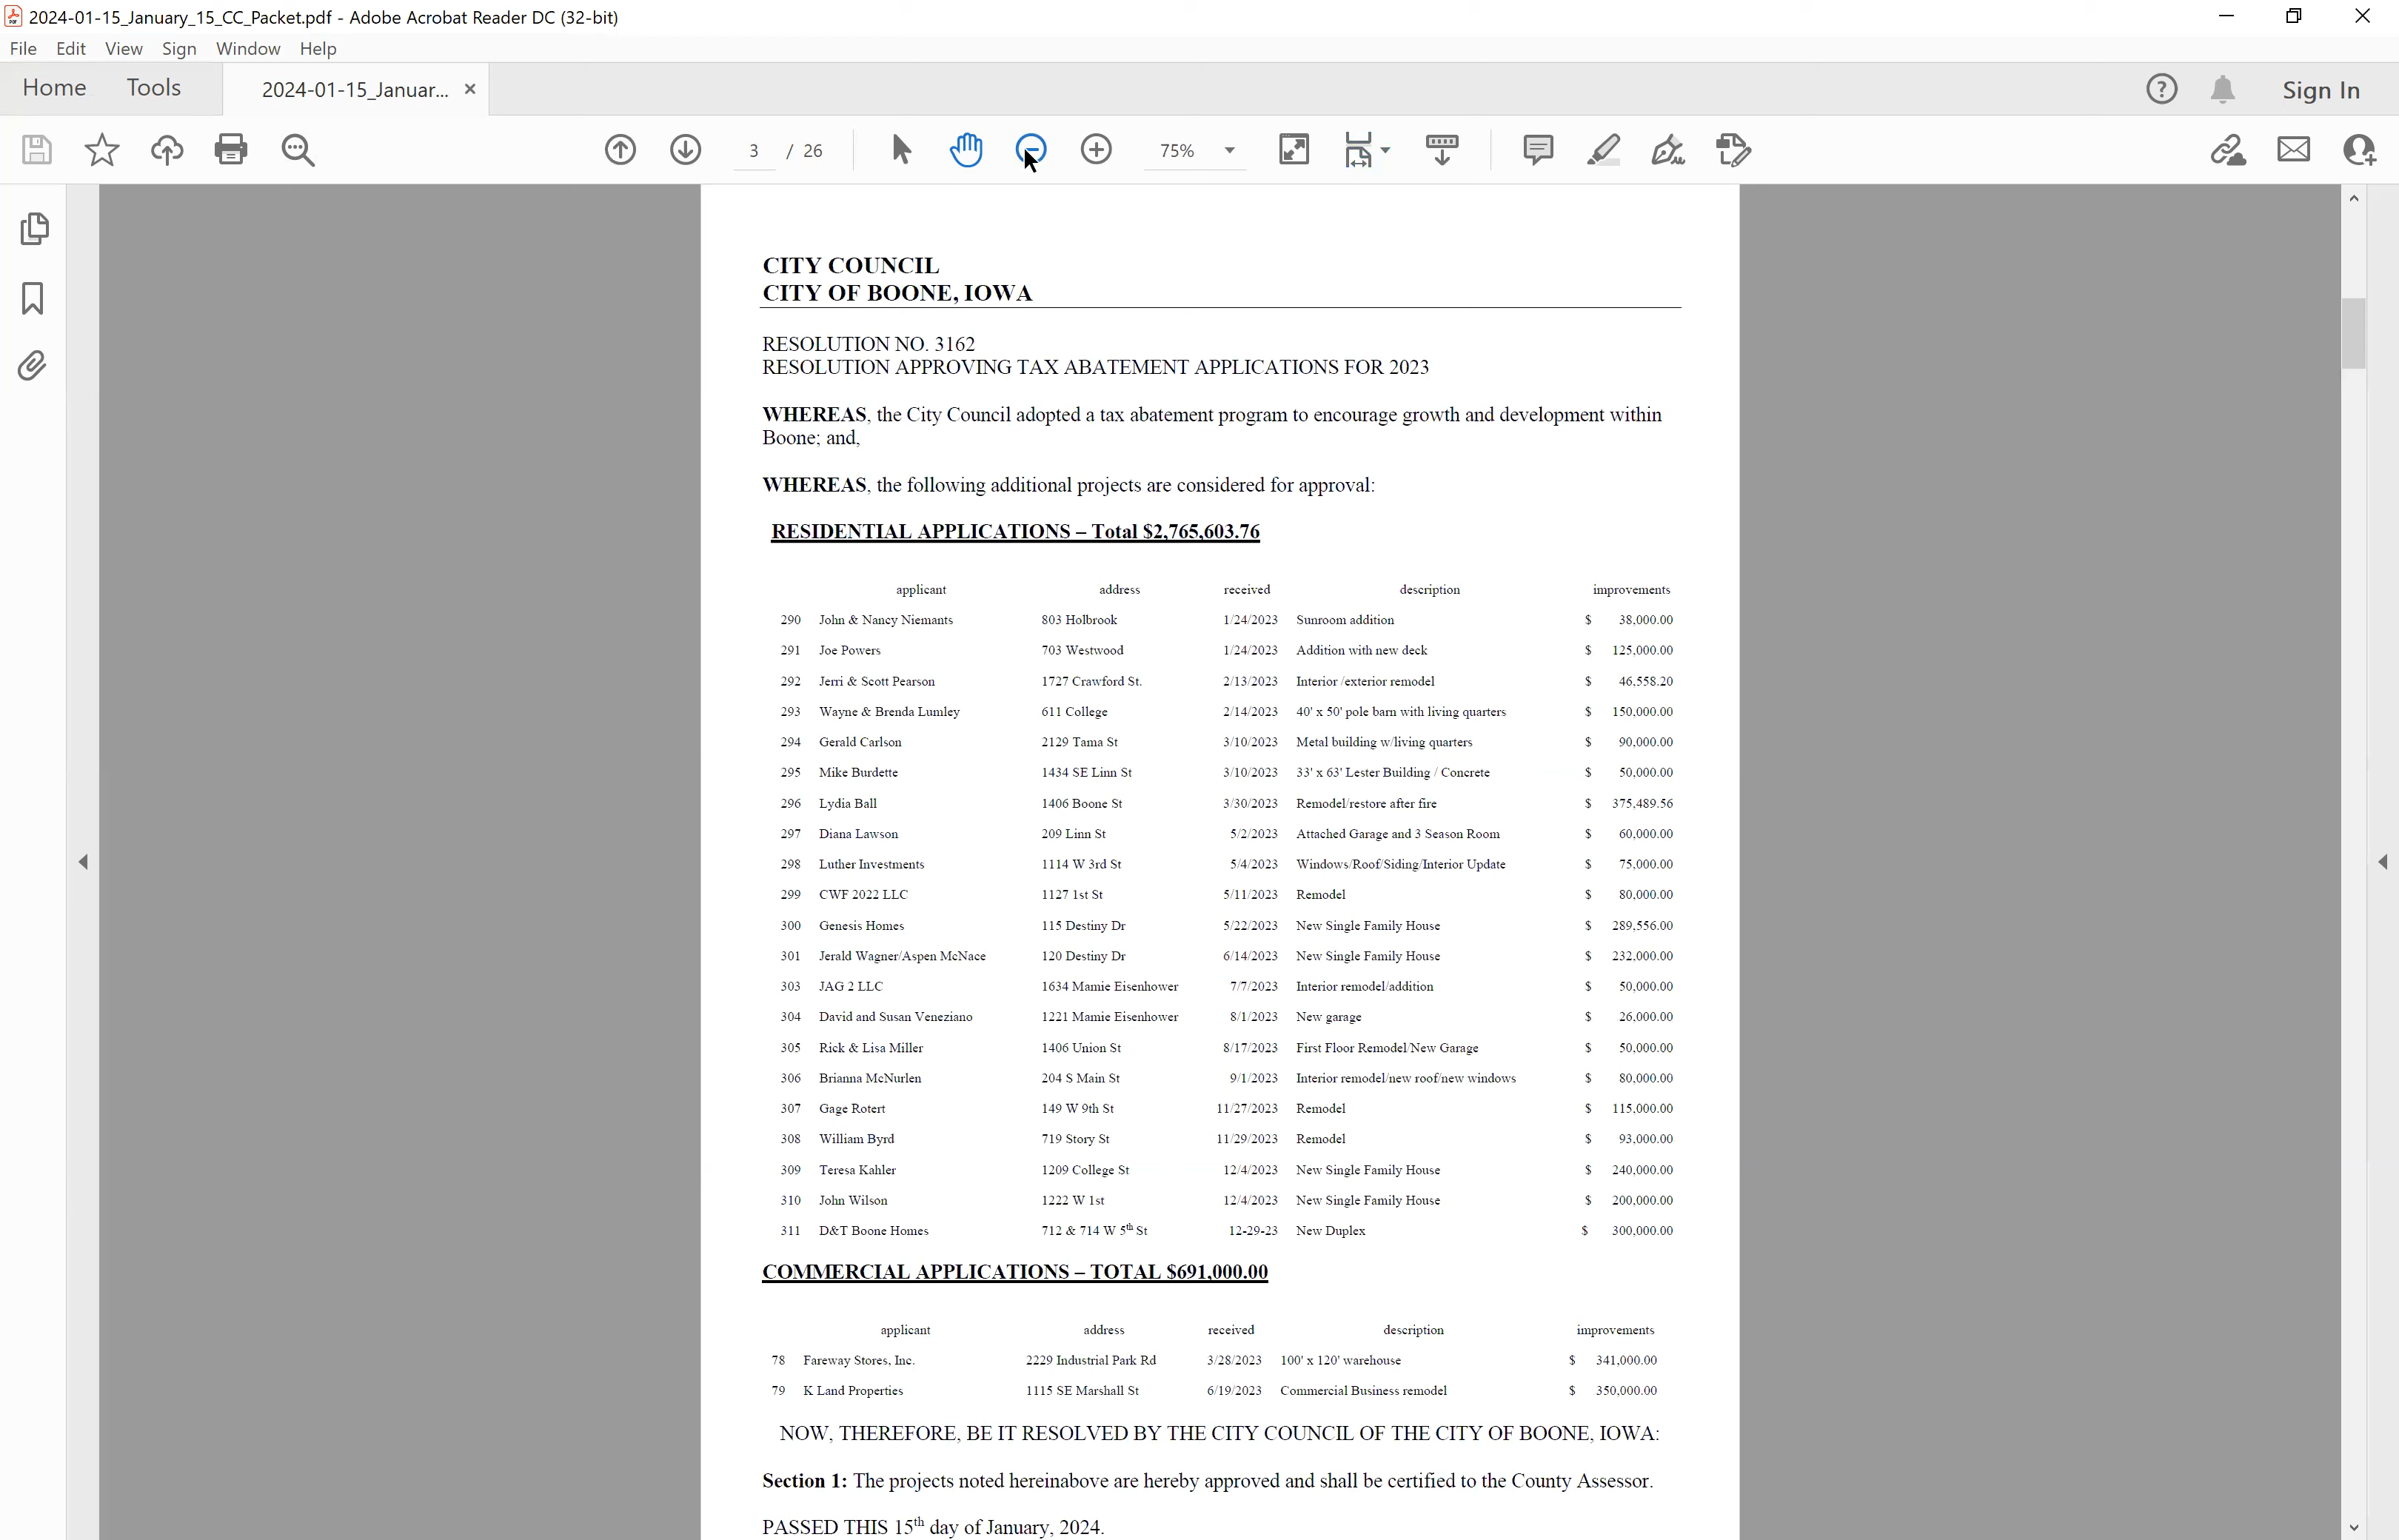 2024-01-15_January_15_CC_Packet.pdf - Adobe Acrobat Reader DC (32-bit)
File Edit View Sign Window Help
Home Tools 2024-01-15_Januar... × Sign In
3 / 26 75%
CITY COUNCIL
CITY OF BOONE, IOWA
RESOLUTION NO. 3162
RESOLUTION APPROVING TAX ABATEMENT APPLICATIONS FOR 2023
WHEREAS, the City Council adopted a tax abatement program to encourage growth and development within
Boone; and,
WHEREAS, the following additional projects are considered for approval:
RESIDENTIAL APPLICATIONS – Total $2,765,603.76
applicant address received description improvements
290 John & Nancy Niemants 803 Holbrook 1/24/2023 Sunroom addition $ 38,000.00
291 Joe Powers 703 Westwood 1/24/2023 Addition with new deck $ 125,000.00
292 Jerri & Scott Pearson 1727 Crawford St. 2/13/2023 Interior /exterior remodel $ 46,558.20
293 Wayne & Brenda Lumley 611 College 2/14/2023 40' x 50' pole barn with living quarters $ 150,000.00
294 Gerald Carlson 2129 Tama St 3/10/2023 Metal building w/living quarters $ 90,000.00
295 Mike Burdette 1434 SE Linn St 3/10/2023 33' x 63' Lester Building / Concrete $ 50,000.00
296 Lydia Ball 1406 Boone St 3/30/2023 Remodel/restore after fire $ 375,489.56
297 Diana Lawson 209 Linn St 5/2/2023 Attached Garage and 3 Season Room $ 60,000.00
298 Luther Investments 1114 W 3rd St 5/4/2023 Windows/Roof/Siding/Interior Update $ 75,000.00
299 CWF 2022 LLC 1127 1st St 5/11/2023 Remodel $ 80,000.00
300 Genesis Homes 115 Destiny Dr 5/22/2023 New Single Family House $ 289,556.00
301 Jerald Wagner/Aspen McNace 120 Destiny Dr 6/14/2023 New Single Family House $ 232,000.00
303 JAG 2 LLC 1634 Mamie Eisenhower 7/7/2023 Interior remodel/addition $ 50,000.00
304 David and Susan Veneziano 1221 Mamie Eisenhower 8/1/2023 New garage $ 26,000.00
305 Rick & Lisa Miller 1406 Union St 8/17/2023 First Floor Remodel/New Garage $ 50,000.00
306 Brianna McNurlen 204 S Main St 9/1/2023 Interior remodel/new roof/new windows $ 80,000.00
307 Gage Rotert 149 W 9th St 11/27/2023 Remodel $ 115,000.00
308 William Byrd 719 Story St 11/29/2023 Remodel $ 93,000.00
309 Teresa Kahler 1209 College St 12/4/2023 New Single Family House $ 240,000.00
310 John Wilson 1222 W 1st 12/4/2023 New Single Family House $ 200,000.00
311 D&T Boone Homes 712 & 714 W 5th St 12-29-23 New Duplex $ 300,000.00
COMMERCIAL APPLICATIONS – TOTAL $691,000.00
applicant address received description improvements
78 Fareway Stores, Inc. 2229 Industrial Park Rd 3/28/2023 100' x 120' warehouse $ 341,000.00
79 K Land Properties 1115 SE Marshall St 6/19/2023 Commercial Business remodel $ 350,000.00
NOW, THEREFORE, BE IT RESOLVED BY THE CITY COUNCIL OF THE CITY OF BOONE, IOWA:
Section 1: The projects noted hereinabove are hereby approved and shall be certified to the County Assessor.
PASSED THIS 15th day of January, 2024.